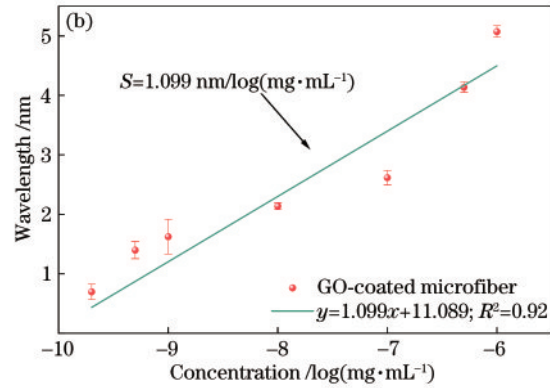 (b)
5
4
3
2
1
Wavelength /nm
S=1.099 nm/log(mg·mL⁻¹)
GO-coated microfiber
y=1.099x+11.089; R²=0.92
-10 -9 -8 -7 -6
Concentration /log(mg·mL⁻¹)